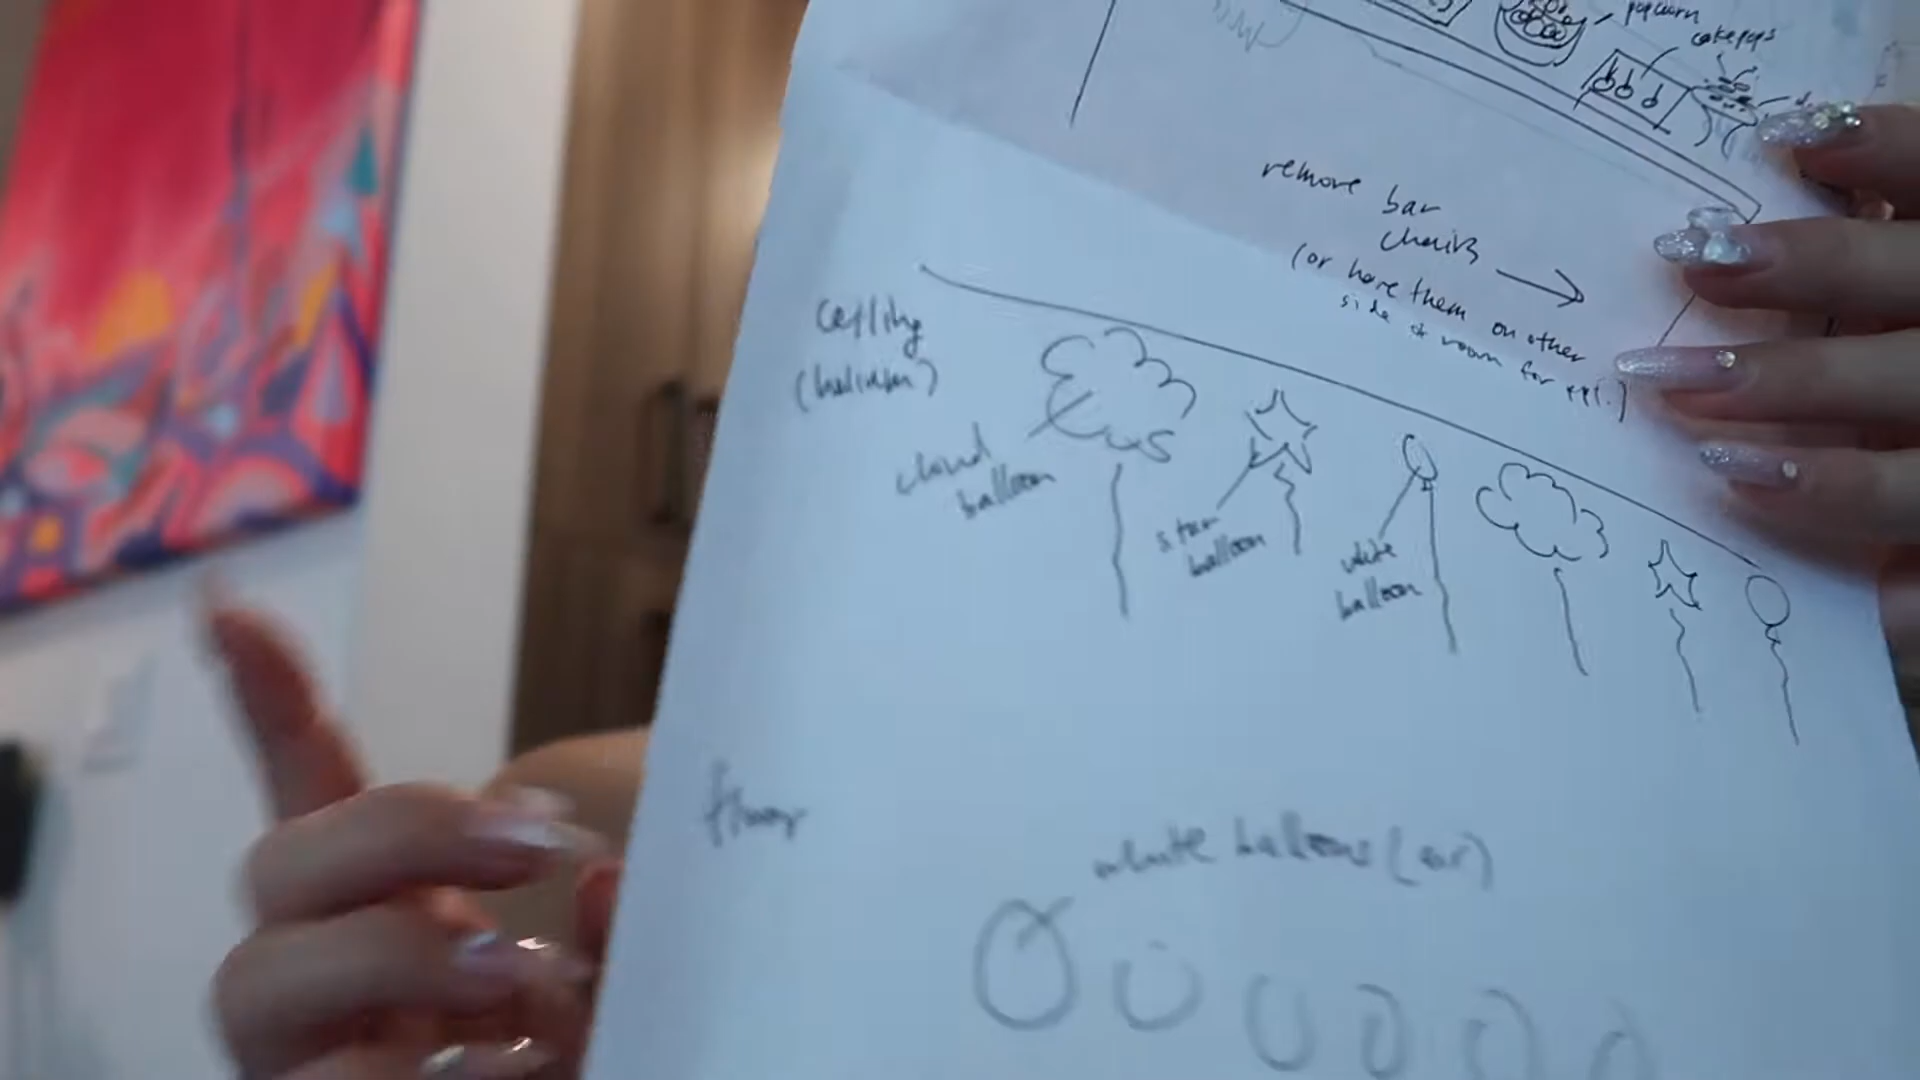 popcorn
cakepops
remove bar
chairs
(or have them on other
side of room for ppl.)
ceiling
(helium)
cloud
balloon
star
balloon
white
balloon
floor
white balloons (air)